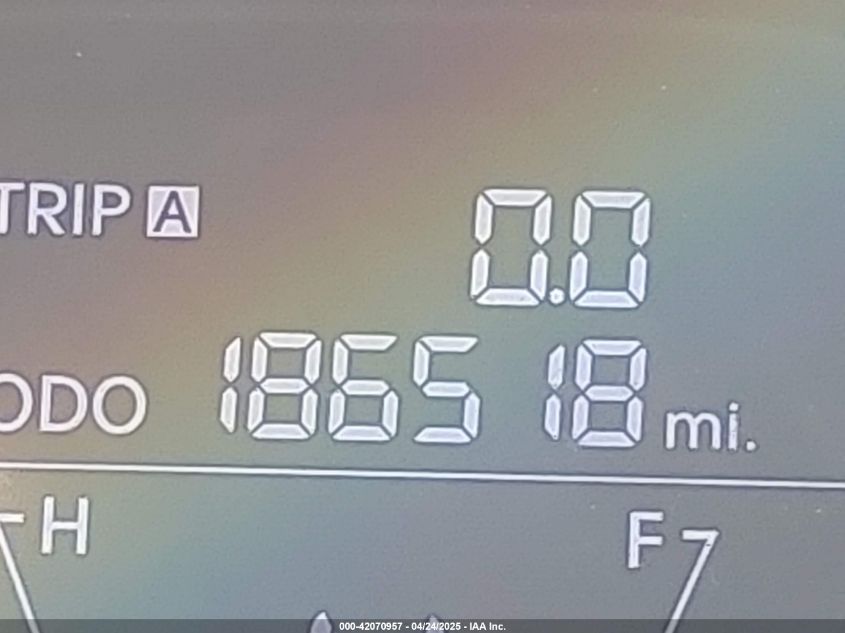 TRIP A 0.0
ODO 186518 mi.
H F
000-42070957 - 04/24/2025 - IAA Inc.